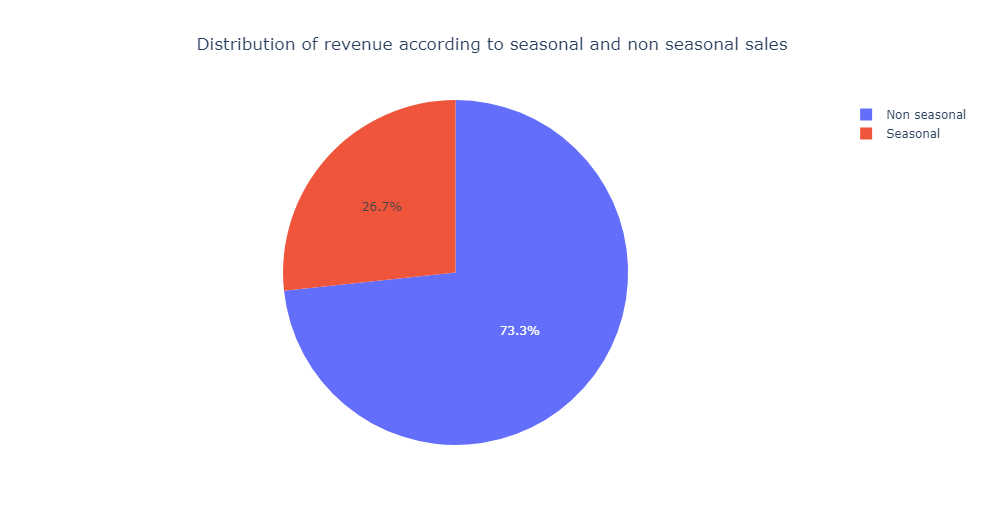 Distribution of revenue according to seasonal and non seasonal sales
Non seasonal
Seasonal
26.7%
73.3%